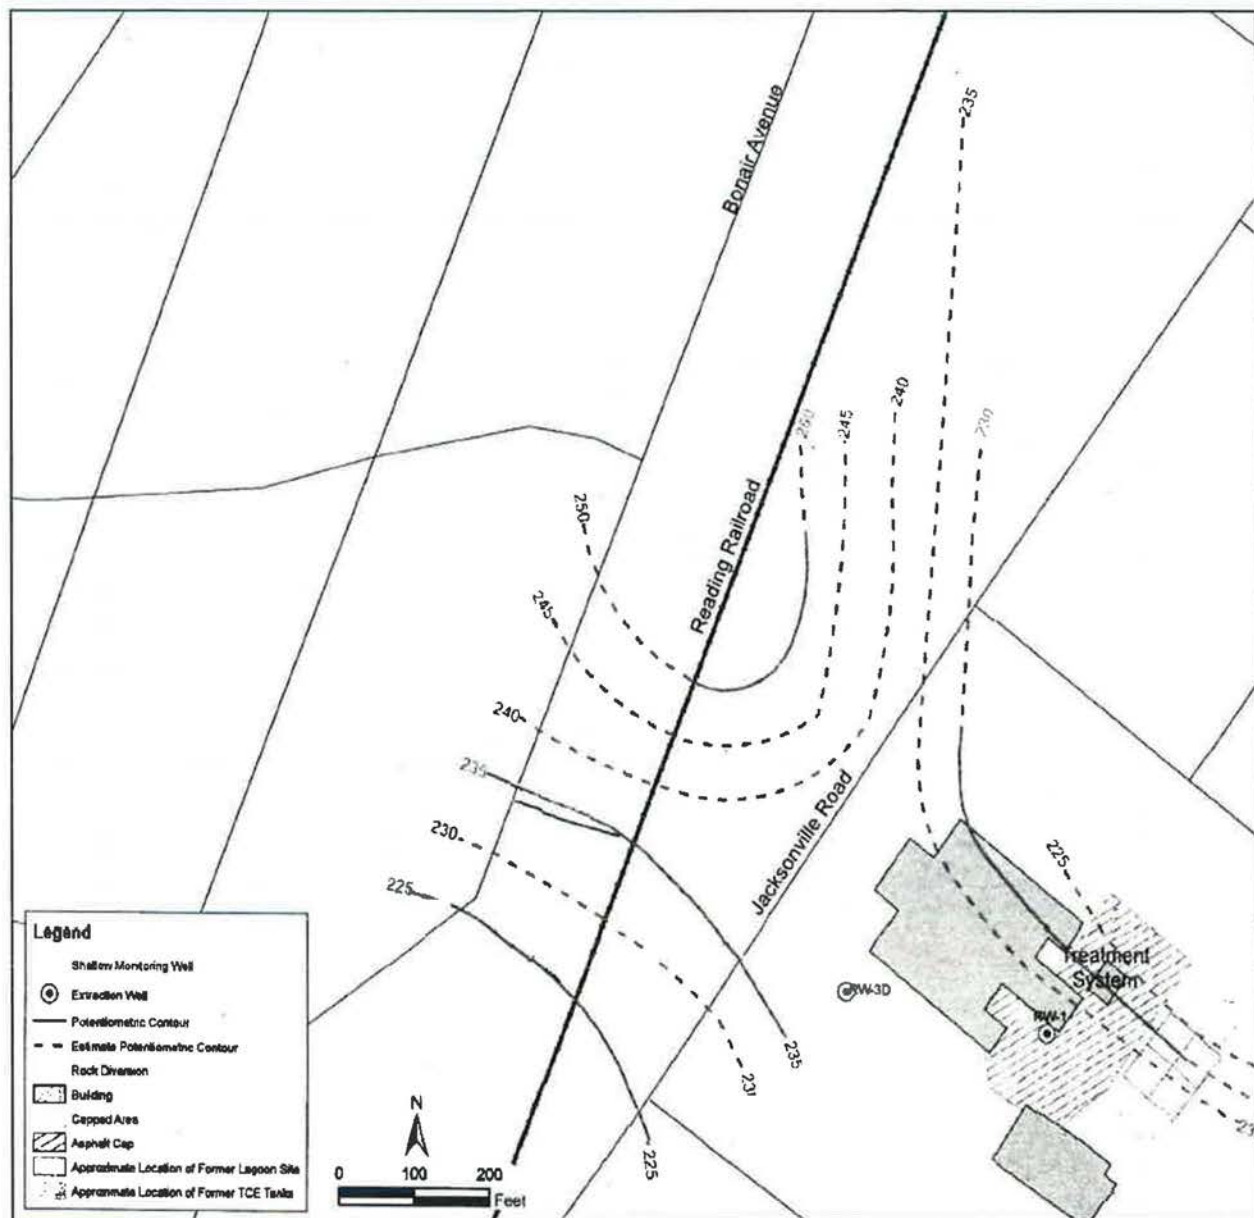 235
Bonair Avenue
240
245
250
230
250
Reading Railroad
245
240
235
Jacksonville Road
230
225
225
Treatment
System
RW-3D
RW-1
235
225
Legend
Shallow Monitoring Well
Extraction Well
Potentiometric Contour
Estimate Potentiometric Contour
Rock Diversion
Building
Capped Area
Asphalt Cap
Approximate Location of Former Lagoon Site
Approximate Location of Former TCE Tanks
N
0 100 200
Feet